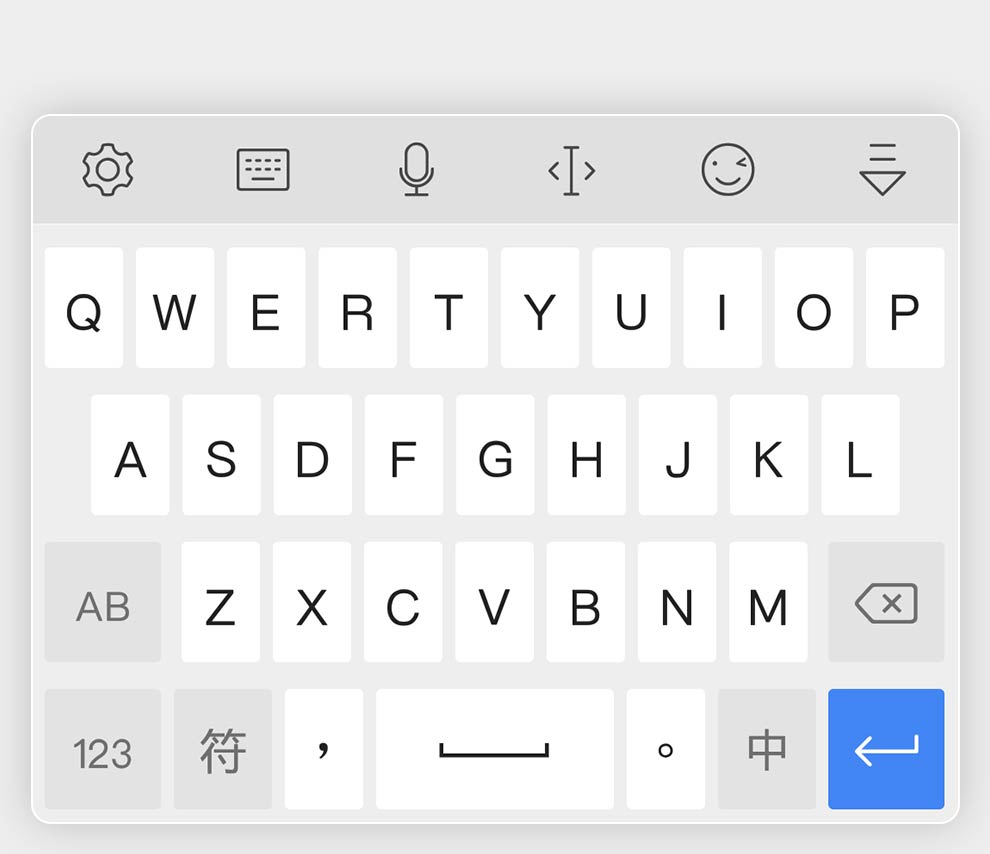 Q W E R T Y U I O P
A S D F G H J K L
AB Z X C V B N M
123 符 , 。 中